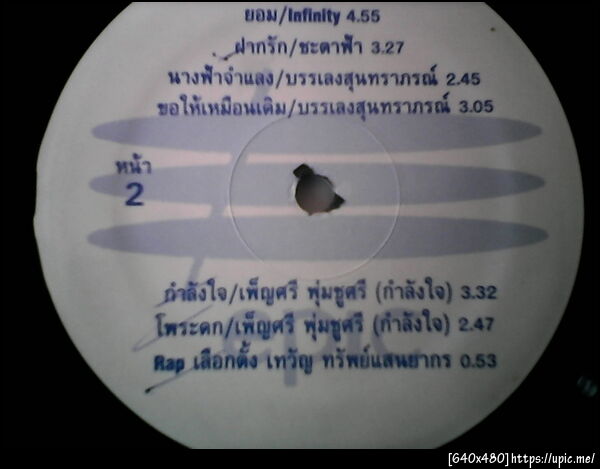 ยอม/Infinity 4.55
ฝากรัก/ชะตาฟ้า 3.27
นางฟ้าจำแลง/บรรเลงสุนทราภรณ์ 2.45
ขอให้เหมือนเดิม/บรรเลงสุนทราภรณ์ 3.05
หน้า
2
กำลังใจ/เพ็ญศรี พุ่มชูศรี (กำลังใจ) 3.32
โพระดก/เพ็ญศรี พุ่มชูศรี (กำลังใจ) 2.47
epic
Rap เลือกตั้ง เทวัญ ทรัพย์แสนยากร 0.53
[640x480]https://upic.me/